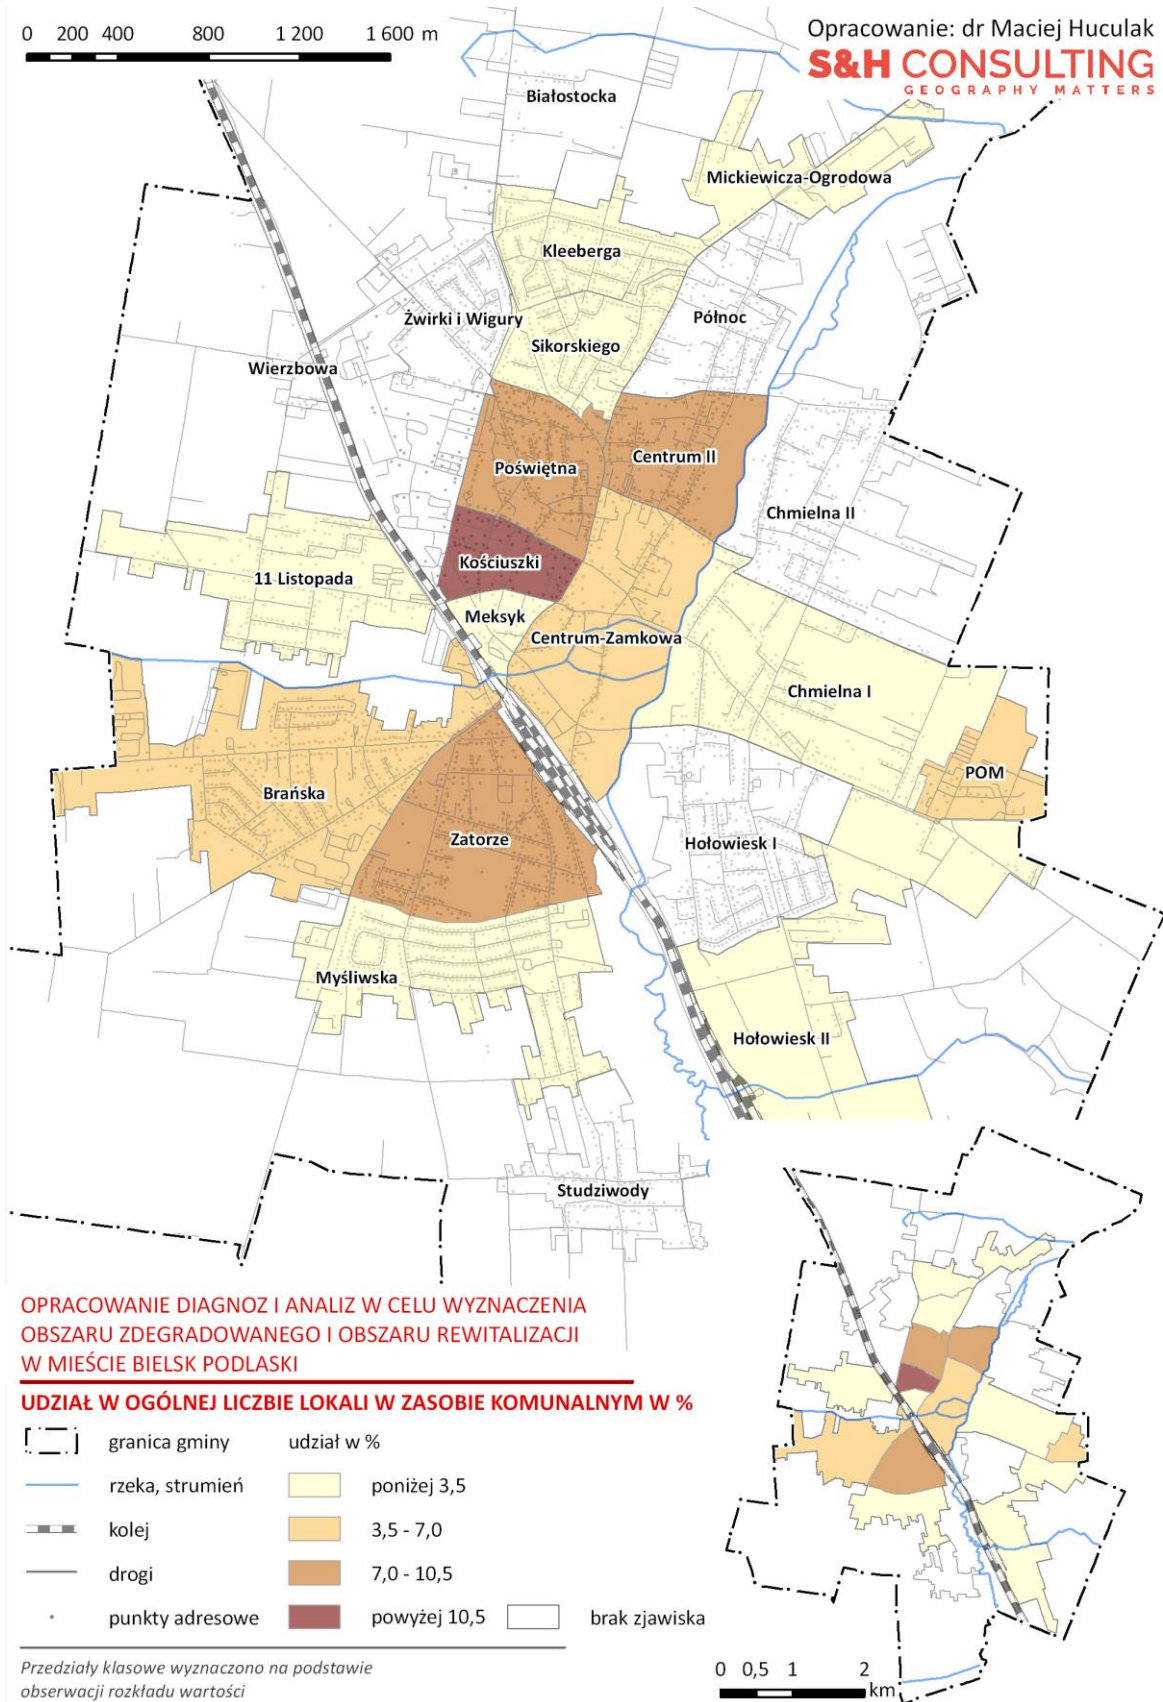 0 200 400 800 1 200 1 600 m
Opracowanie: dr Maciej Huculak
S&H CONSULTING
GEOGRAPHY MATTERS
Białostocka
Mickiewicza-Ogrodowa
Kleeberga
Żwirki i Wigury
Północ
Sikorskiego
Wierzbowa
Poświętna
Centrum II
Chmielna II
Kościuszki
11 Listopada
Meksyk
Centrum-Zamkowa
Chmielna I
POM
Brańska
Zatorze
Hołowiesk I
Myśliwska
Hołowiesk II
Studziwody
OPRACOWANIE DIAGNOZ I ANALIZ W CELU WYZNACZENIA
OBSZARU ZDEGRADOWANEGO I OBSZARU REWITALIZACJI
W MIEŚCIE BIELSK PODLASKI
UDZIAŁ W OGÓLNEJ LICZBIE LOKALI W ZASOBIE KOMUNALNYM W %
granica gminy udział w %
rzeka, strumień poniżej 3,5
kolej 3,5 - 7,0
drogi 7,0 - 10,5
punkty adresowe powyżej 10,5 brak zjawiska
Przedziały klasowe wyznaczono na podstawie
obserwacji rozkładu wartości
0 0,5 1 2
km